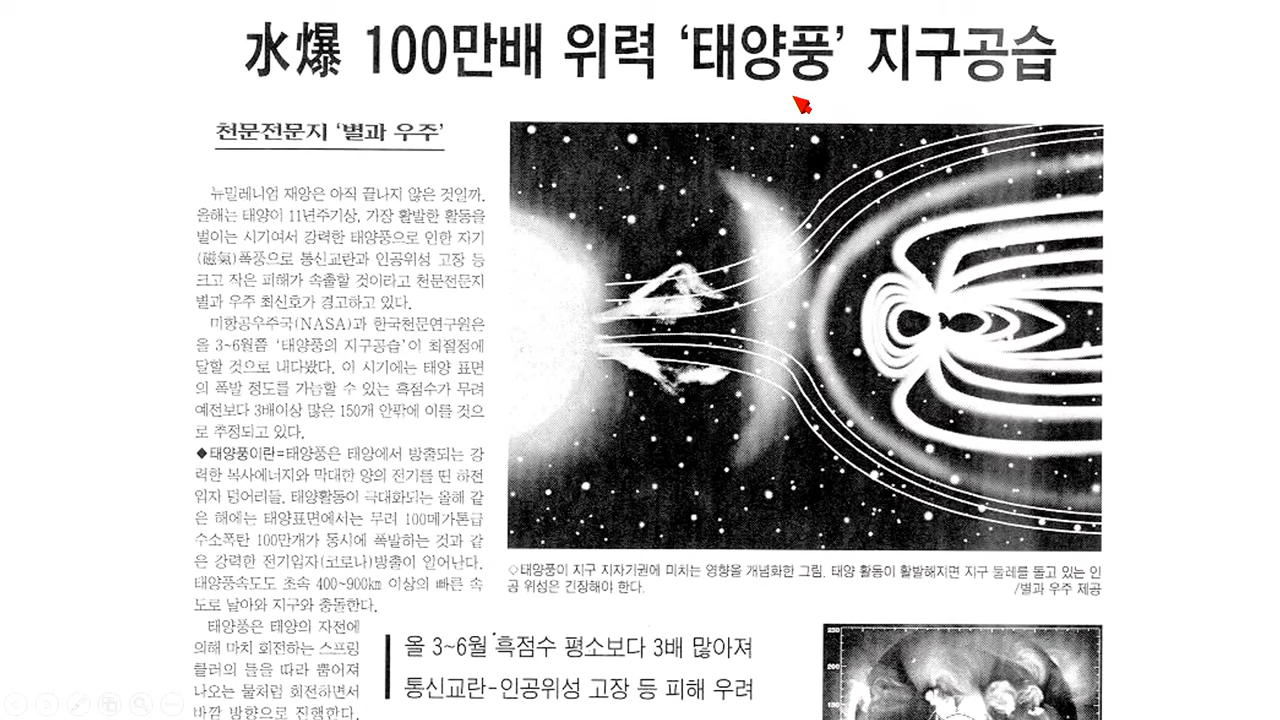 水爆 100만배 위력 ‘태양풍’ 지구공습
천문전문지 ‘별과 우주’
뉴밀레니엄 재앙은 아직 끝나지 않은 것일까.
올해는 태양이 11년주기상, 가장 활발한 활동을
벌이는 시기여서 강력한 태양풍으로 인한 자기
(磁氣)폭풍으로 통신교란과 인공위성 고장 등
크고 작은 피해가 속출할 것이라고 천문전문지
별과 우주 최신호가 경고하고 있다.
미항공우주국(NASA)과 한국천문연구원은
올 3~6월쯤 ‘태양풍의 지구공습’이 최절정에
달할 것으로 내다봤다. 이 시기에는 태양 표면
의 폭발 정도를 가늠할 수 있는 흑점수가 무려
예전보다 3배이상 많은 150개 안팎에 이를 것으
로 추정되고 있다.
◆태양풍이란=태양풍은 태양에서 방출되는 강
력한 복사에너지와 막대한 양의 전기를 띤 하전
입자 덩어리들. 태양활동이 극대화되는 올해 같
은 해에는 태양표면에서는 무려 100메가톤급
수소폭탄 100만개가 동시에 폭발하는 것과 같
은 강력한 전기입자(코로나)방출이 일어난다.
태양풍속도도 초속 400~900km 이상의 빠른 속
도로 날아와 지구와 충돌한다.
태양풍은 태양의 자전에
의해 마치 회전하는 스프링
클러의 틀을 따라 뿜어져
나오는 물처럼 회전하면서
바깥 방향으로 진행한다.
◇태양풍이 지구 지자기권에 미치는 영향을 개념화한 그림. 태양 활동이 활발해지면 지구 둘레를 돌고 있는 인
공 위성은 긴장해야 한다.
/별과 우주 제공
올 3~6월 흑점수 평소보다 3배 많아져
통신교란-인공위성 고장 등 피해 우려
230
200